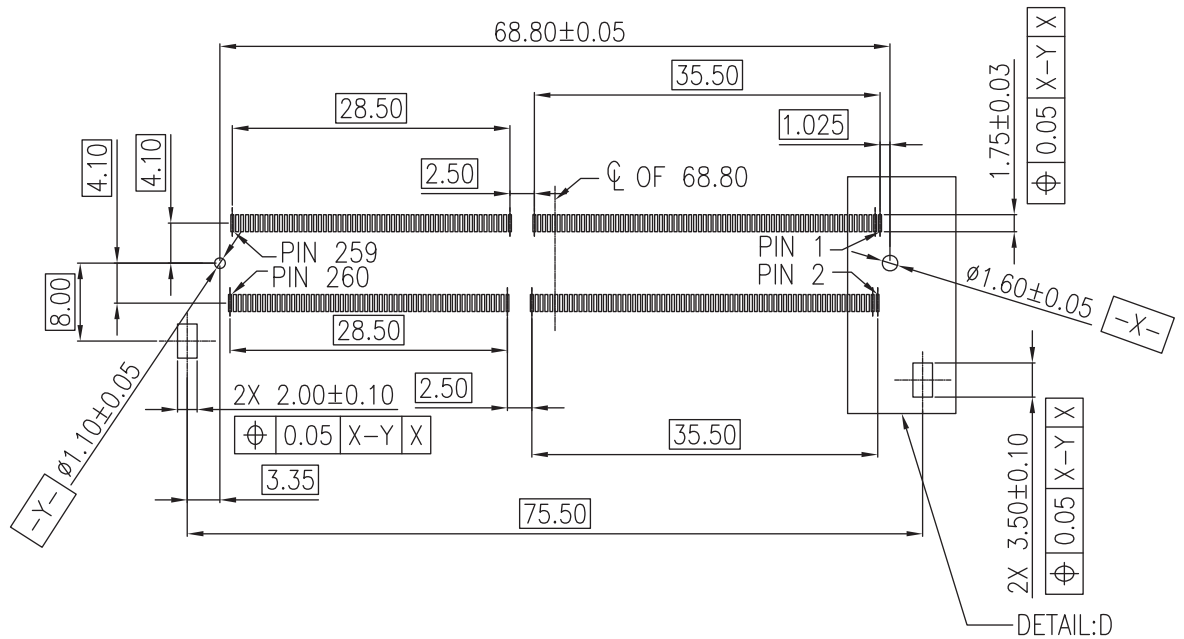 68.80±0.05
35.50
28.50
1.025
2.50
℄ OF 68.80
4.10
4.10
1.75±0.03
⌖ 0.05 X-Y X
PIN 259
PIN 260
PIN 1
PIN 2
8.00
ø1.60±0.05
-X-
28.50
2X 2.00±0.10
2.50
⌖ 0.05 X-Y X
35.50
ø1.10±0.05
-Y-
3.35
75.50
2X 3.50±0.10
⌖ 0.05 X-Y X
DETAIL:D